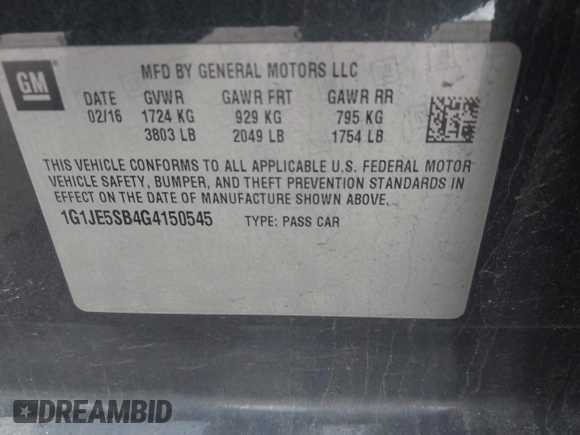 GM
MFD BY GENERAL MOTORS LLC
DATE GVWR GAWR FRT GAWR RR
02/16 1724 KG 929 KG 795 KG
3803 LB 2049 LB 1754 LB
THIS VEHICLE CONFORMS TO ALL APPLICABLE U.S. FEDERAL MOTOR
VEHICLE SAFETY, BUMPER, AND THEFT PREVENTION STANDARDS IN
EFFECT ON THE DATE OF MANUFACTURE SHOWN ABOVE.
1G1JE5SB4G4150545 TYPE: PASS CAR
DREAMBID